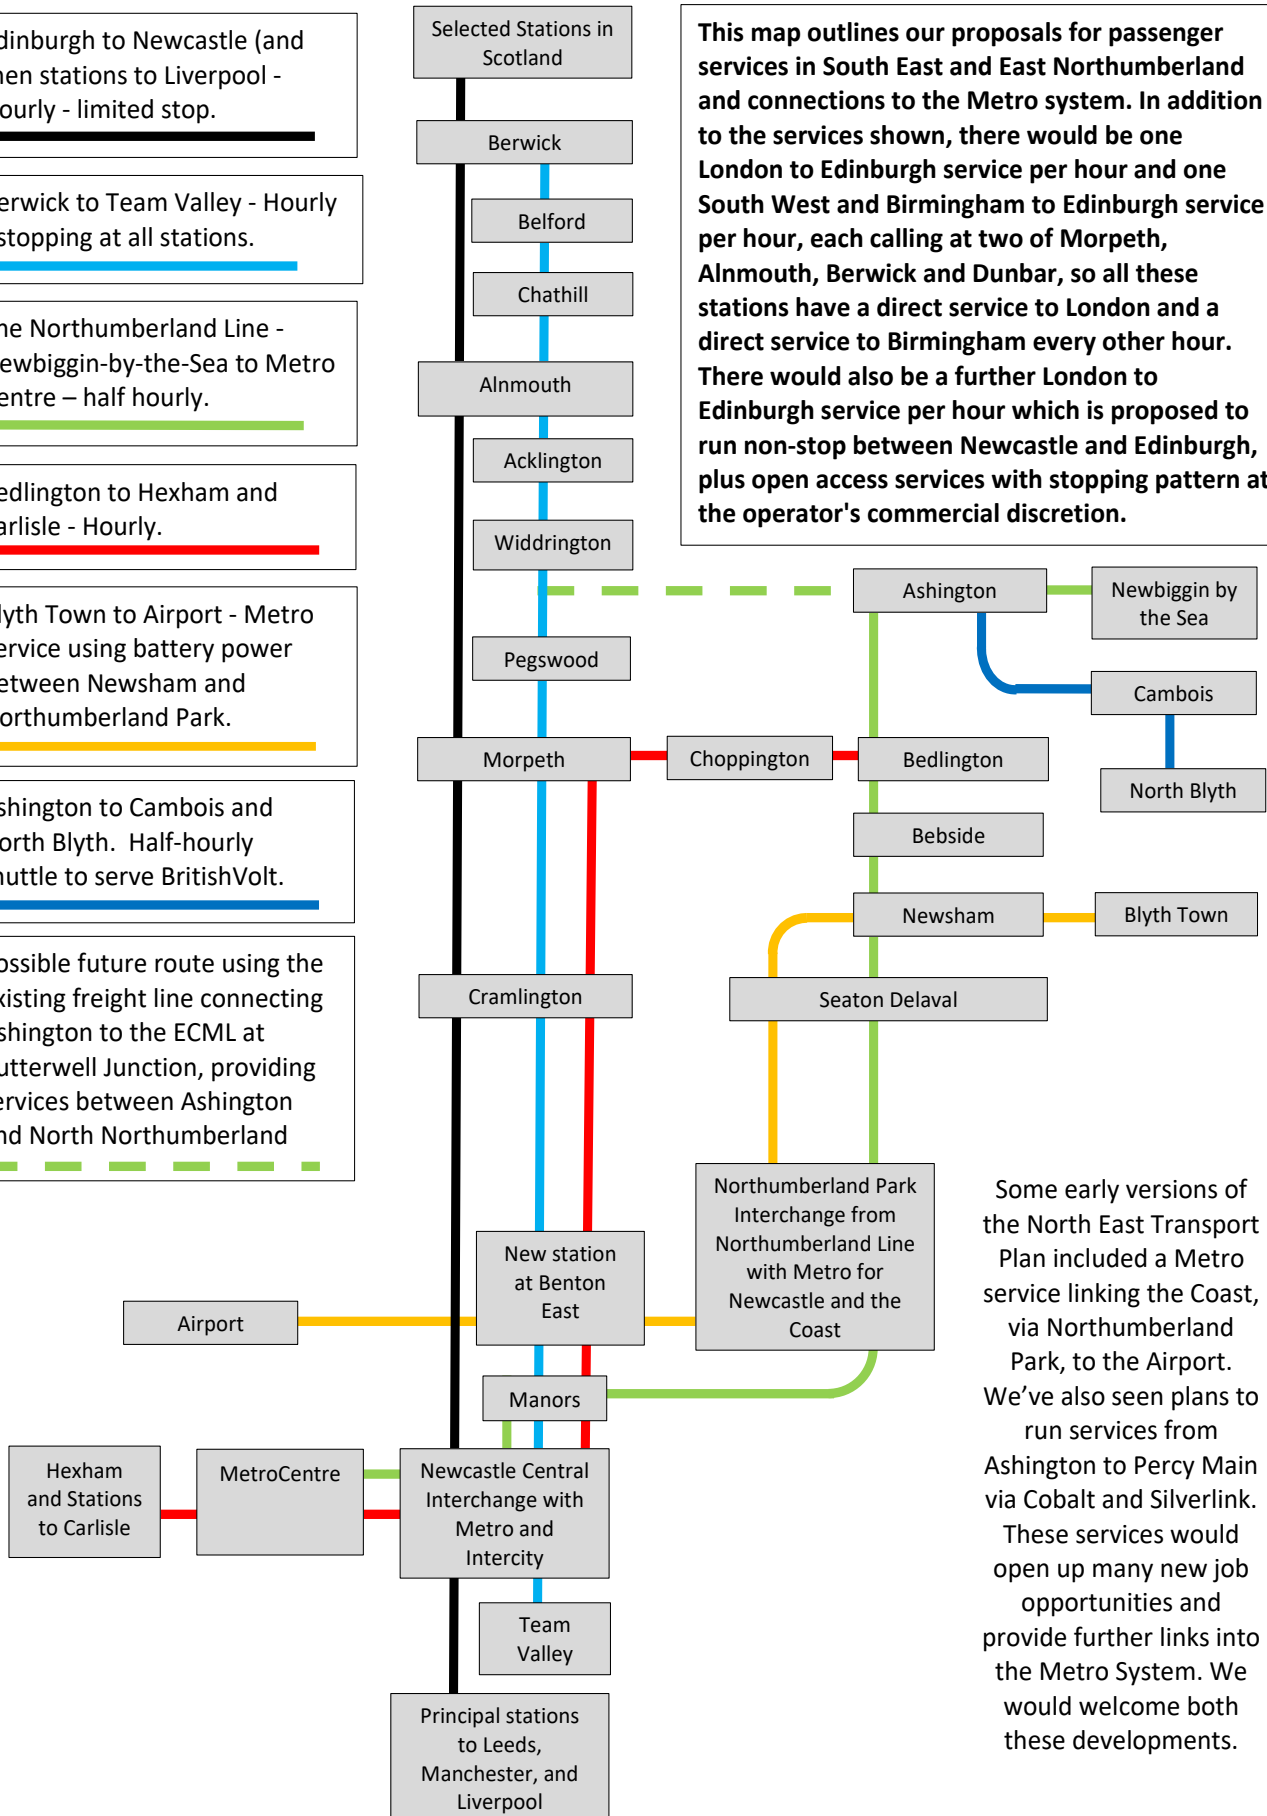 dinburgh to Newcastle (and
hen stations to Liverpool -
ourly - limited stop.
erwick to Team Valley - Hourly
stopping at all stations.
he Northumberland Line -
ewbiggin-by-the-Sea to Metro
entre – half hourly.
edlington to Hexham and
arlisle - Hourly.
lyth Town to Airport - Metro
ervice using battery power
etween Newsham and
orthumberland Park.
shington to Cambois and
orth Blyth.  Half-hourly
huttle to serve BritishVolt.
ossible future route using the
xisting freight line connecting
shington to the ECML at
utterwell Junction, providing
ervices between Ashington
nd North Northumberland
Selected Stations in
Scotland
Berwick
Belford
Chathill
Alnmouth
Acklington
Widdrington
Pegswood
Morpeth
Choppington
Bedlington
Cramlington
This map outlines our proposals for passenger
services in South East and East Northumberland
and connections to the Metro system. In addition
to the services shown, there would be one
London to Edinburgh service per hour and one
South West and Birmingham to Edinburgh service
per hour, each calling at two of Morpeth,
Alnmouth, Berwick and Dunbar, so all these
stations have a direct service to London and a
direct service to Birmingham every other hour.
There would also be a further London to
Edinburgh service per hour which is proposed to
run non-stop between Newcastle and Edinburgh,
plus open access services with stopping pattern at
the operator's commercial discretion.
Ashington
Newbiggin by
the Sea
Cambois
North Blyth
Bebside
Newsham
Blyth Town
Seaton Delaval
Northumberland Park
Interchange from
Northumberland Line
with Metro for
Newcastle and the
Coast
New station
at Benton
East
Airport
Manors
Hexham
and Stations
to Carlisle
MetroCentre
Newcastle Central
Interchange with
Metro and
Intercity
Team
Valley
Principal stations
to Leeds,
Manchester, and
Liverpool
Some early versions of
the North East Transport
Plan included a Metro
service linking the Coast,
via Northumberland
Park, to the Airport.
We’ve also seen plans to
run services from
Ashington to Percy Main
via Cobalt and Silverlink.
These services would
open up many new job
opportunities and
provide further links into
the Metro System. We
would welcome both
these developments.